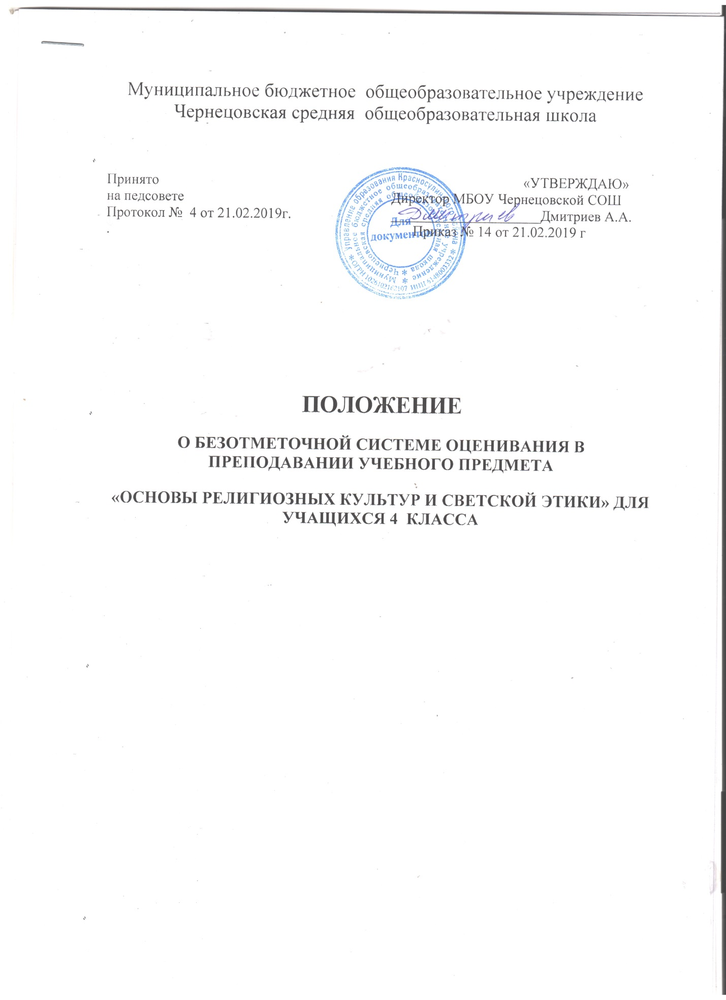 Муниципальное бюджетное общеобразовательное учреждение
Чернецовская средняя общеобразовательная школа
Принято
на педсовете
Протокол № 4 от 21.02.2019г.
«УТВЕРЖДАЮ»
Директор МБОУ Чернецовской СОШ
Дмитриев Дмитриев А.А.
Приказ № 14 от 21.02.2019 г
Управление образования Красносулинского района * ОГРН 1026102162107 ИНН 6148003332 *
Муниципальное бюджетное общеобразовательное учреждение *
Чернецовская средняя общеобразовательная школа *
Для
документов
ПОЛОЖЕНИЕ
О БЕЗОТМЕТОЧНОЙ СИСТЕМЕ ОЦЕНИВАНИЯ В
ПРЕПОДАВАНИИ УЧЕБНОГО ПРЕДМЕТА
«ОСНОВЫ РЕЛИГИОЗНЫХ КУЛЬТУР И СВЕТСКОЙ ЭТИКИ» ДЛЯ
УЧАЩИХСЯ 4 КЛАССА